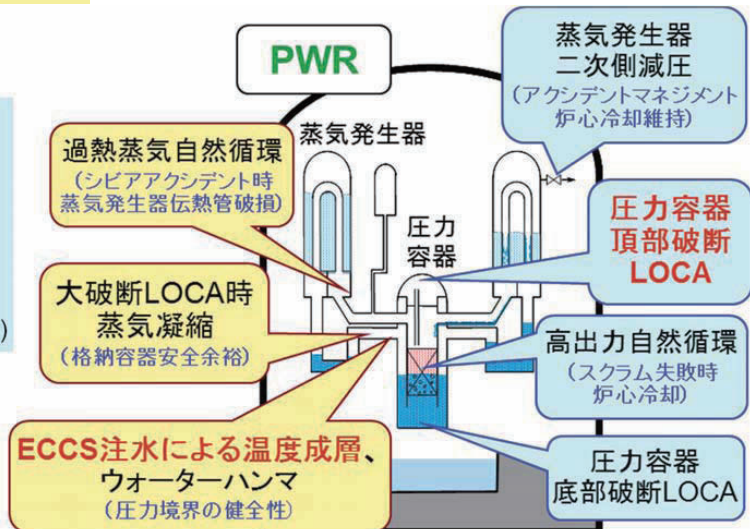 PWR
蒸気発生器
二次側減圧
(アクシデントマネジメント
炉心冷却維持)
過熱蒸気自然循環
(シビアアクシデント時
蒸気発生器伝熱管破損)
蒸気発生器
圧力
容器
圧力容器
頂部破断
LOCA
大破断LOCA時
蒸気凝縮
(格納容器安全余裕)
)
高出力自然循環
(スクラム失敗時
炉心冷却)
ECCS注水による温度成層、
ウォーターハンマ
(圧力境界の健全性)
圧力容器
底部破断LOCA